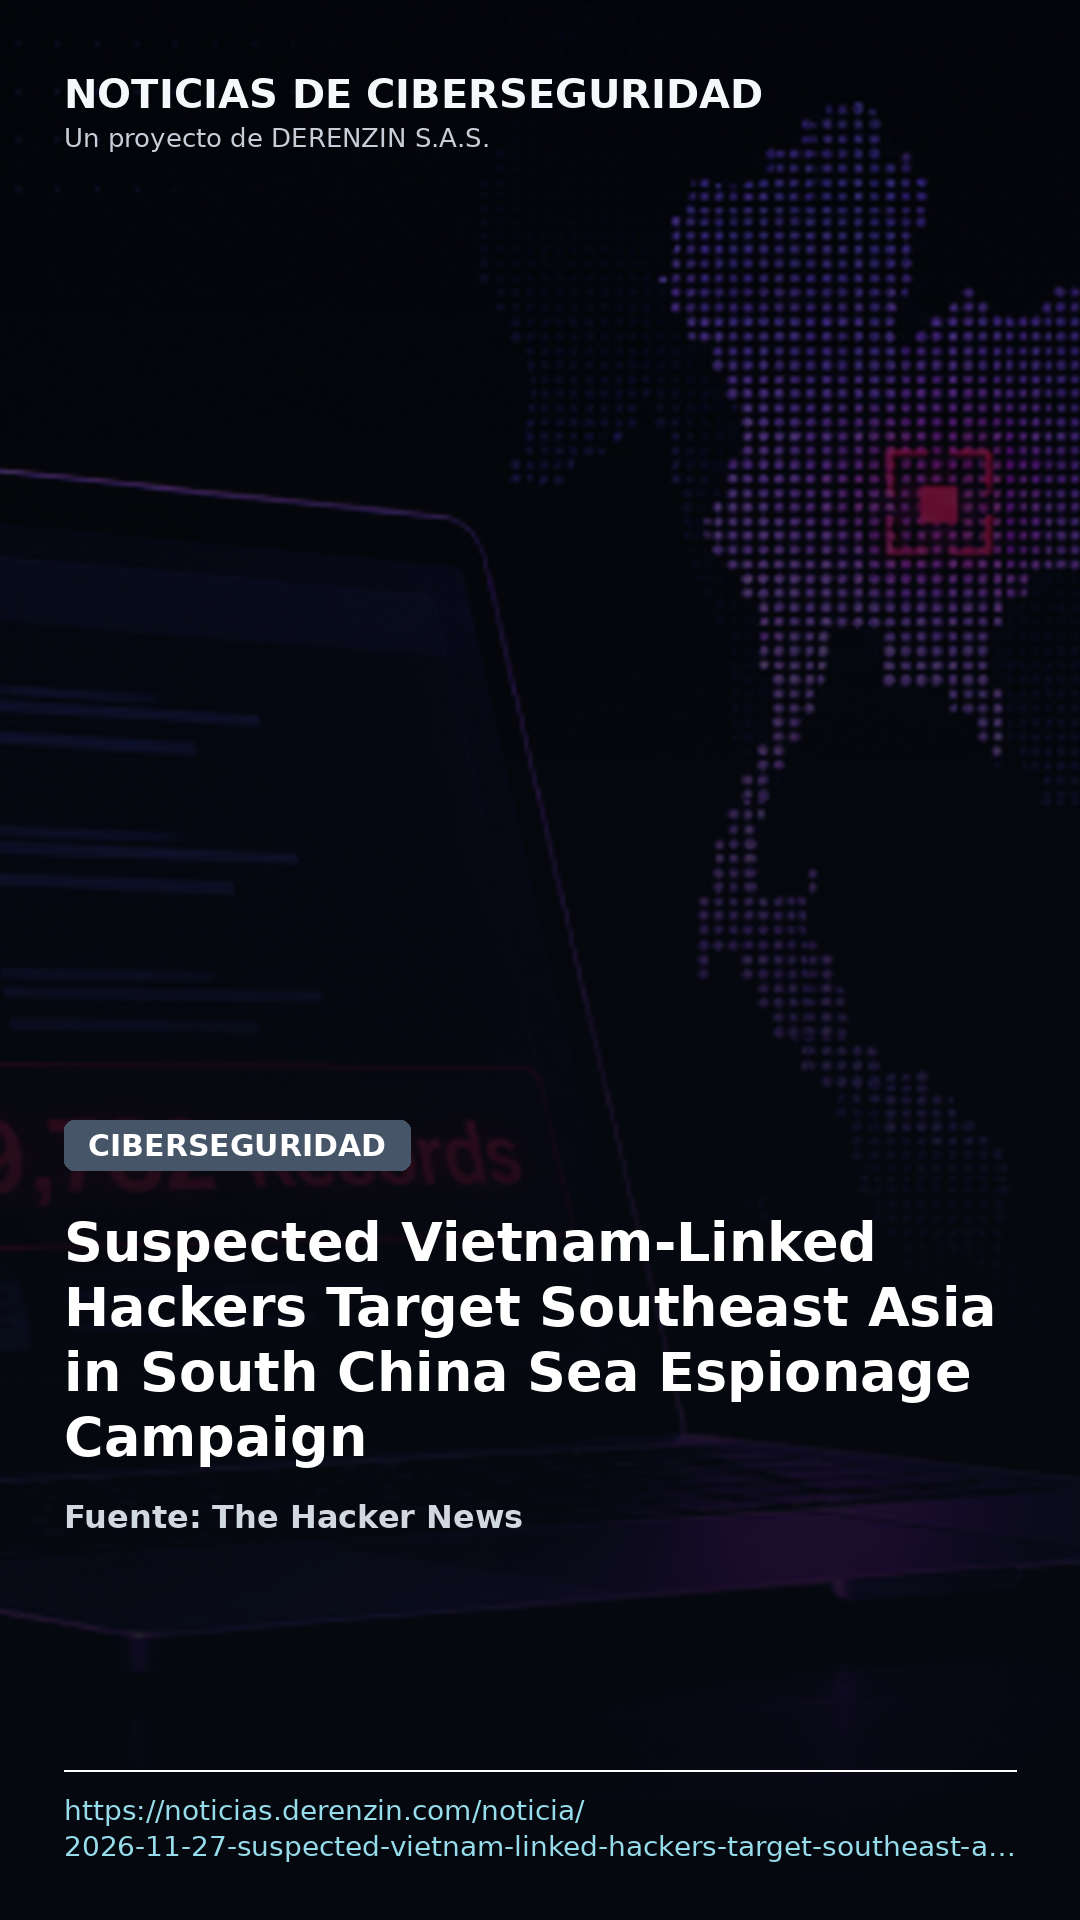 NOTICIAS DE CIBERSEGURIDAD
Un proyecto de DERENZIN S.A.S.
CIBERSEGURIDAD
Suspected Vietnam-Linked
Hackers Target Southeast Asia
in South China Sea Espionage
Campaign
Fuente: The Hacker News
https://noticias.derenzin.com/noticia/
2026-11-27-suspected-vietnam-linked-hackers-target-southeast-a...